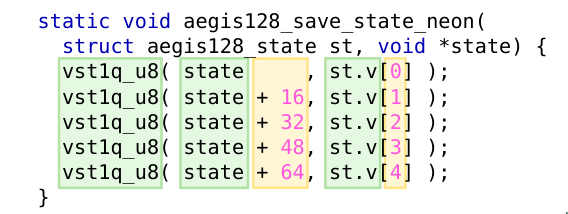 static void aegis128_save_state_neon(
struct aegis128_state st, void *state) {
vst1q_u8( state , st.v[0] );
vst1q_u8( state + 16, st.v[1] );
vst1q_u8( state + 32, st.v[2] );
vst1q_u8( state + 48, st.v[3] );
vst1q_u8( state + 64, st.v[4] );
}